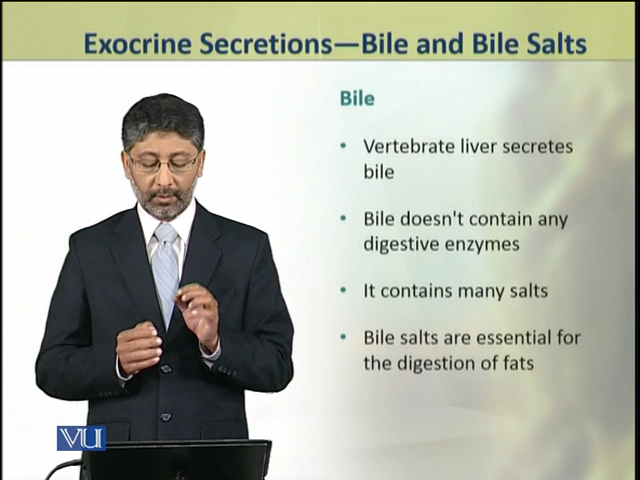 Exocrine Secretions—Bile and Bile Salts
Bile
• Vertebrate liver secretes
bile
• Bile doesn't contain any
digestive enzymes
• It contains many salts
• Bile salts are essential for
the digestion of fats
VU